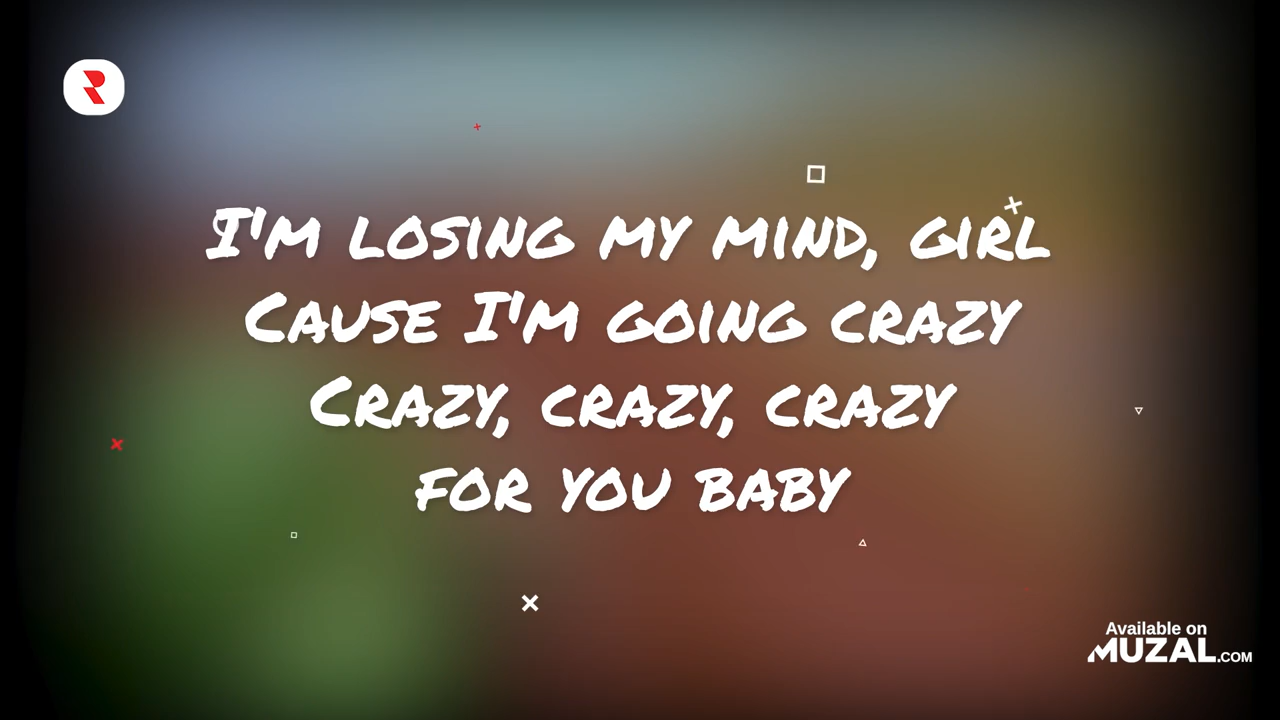 R
I'm losing my mind, girl
Cause I'm going crazy
Crazy, crazy, crazy
for you baby
Available on
MUZAL.COM